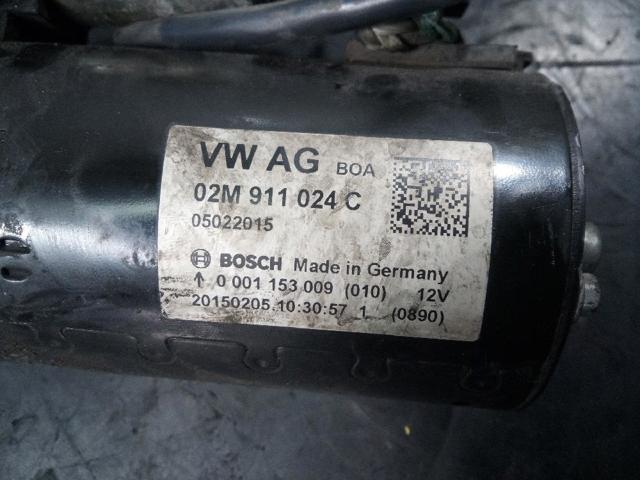 VW AG BOA
02M 911 024 C
05022015
BOSCH Made in Germany
↑ 0 001 153 009 (010) 12V
20150205.10:30:57 1 (0890)